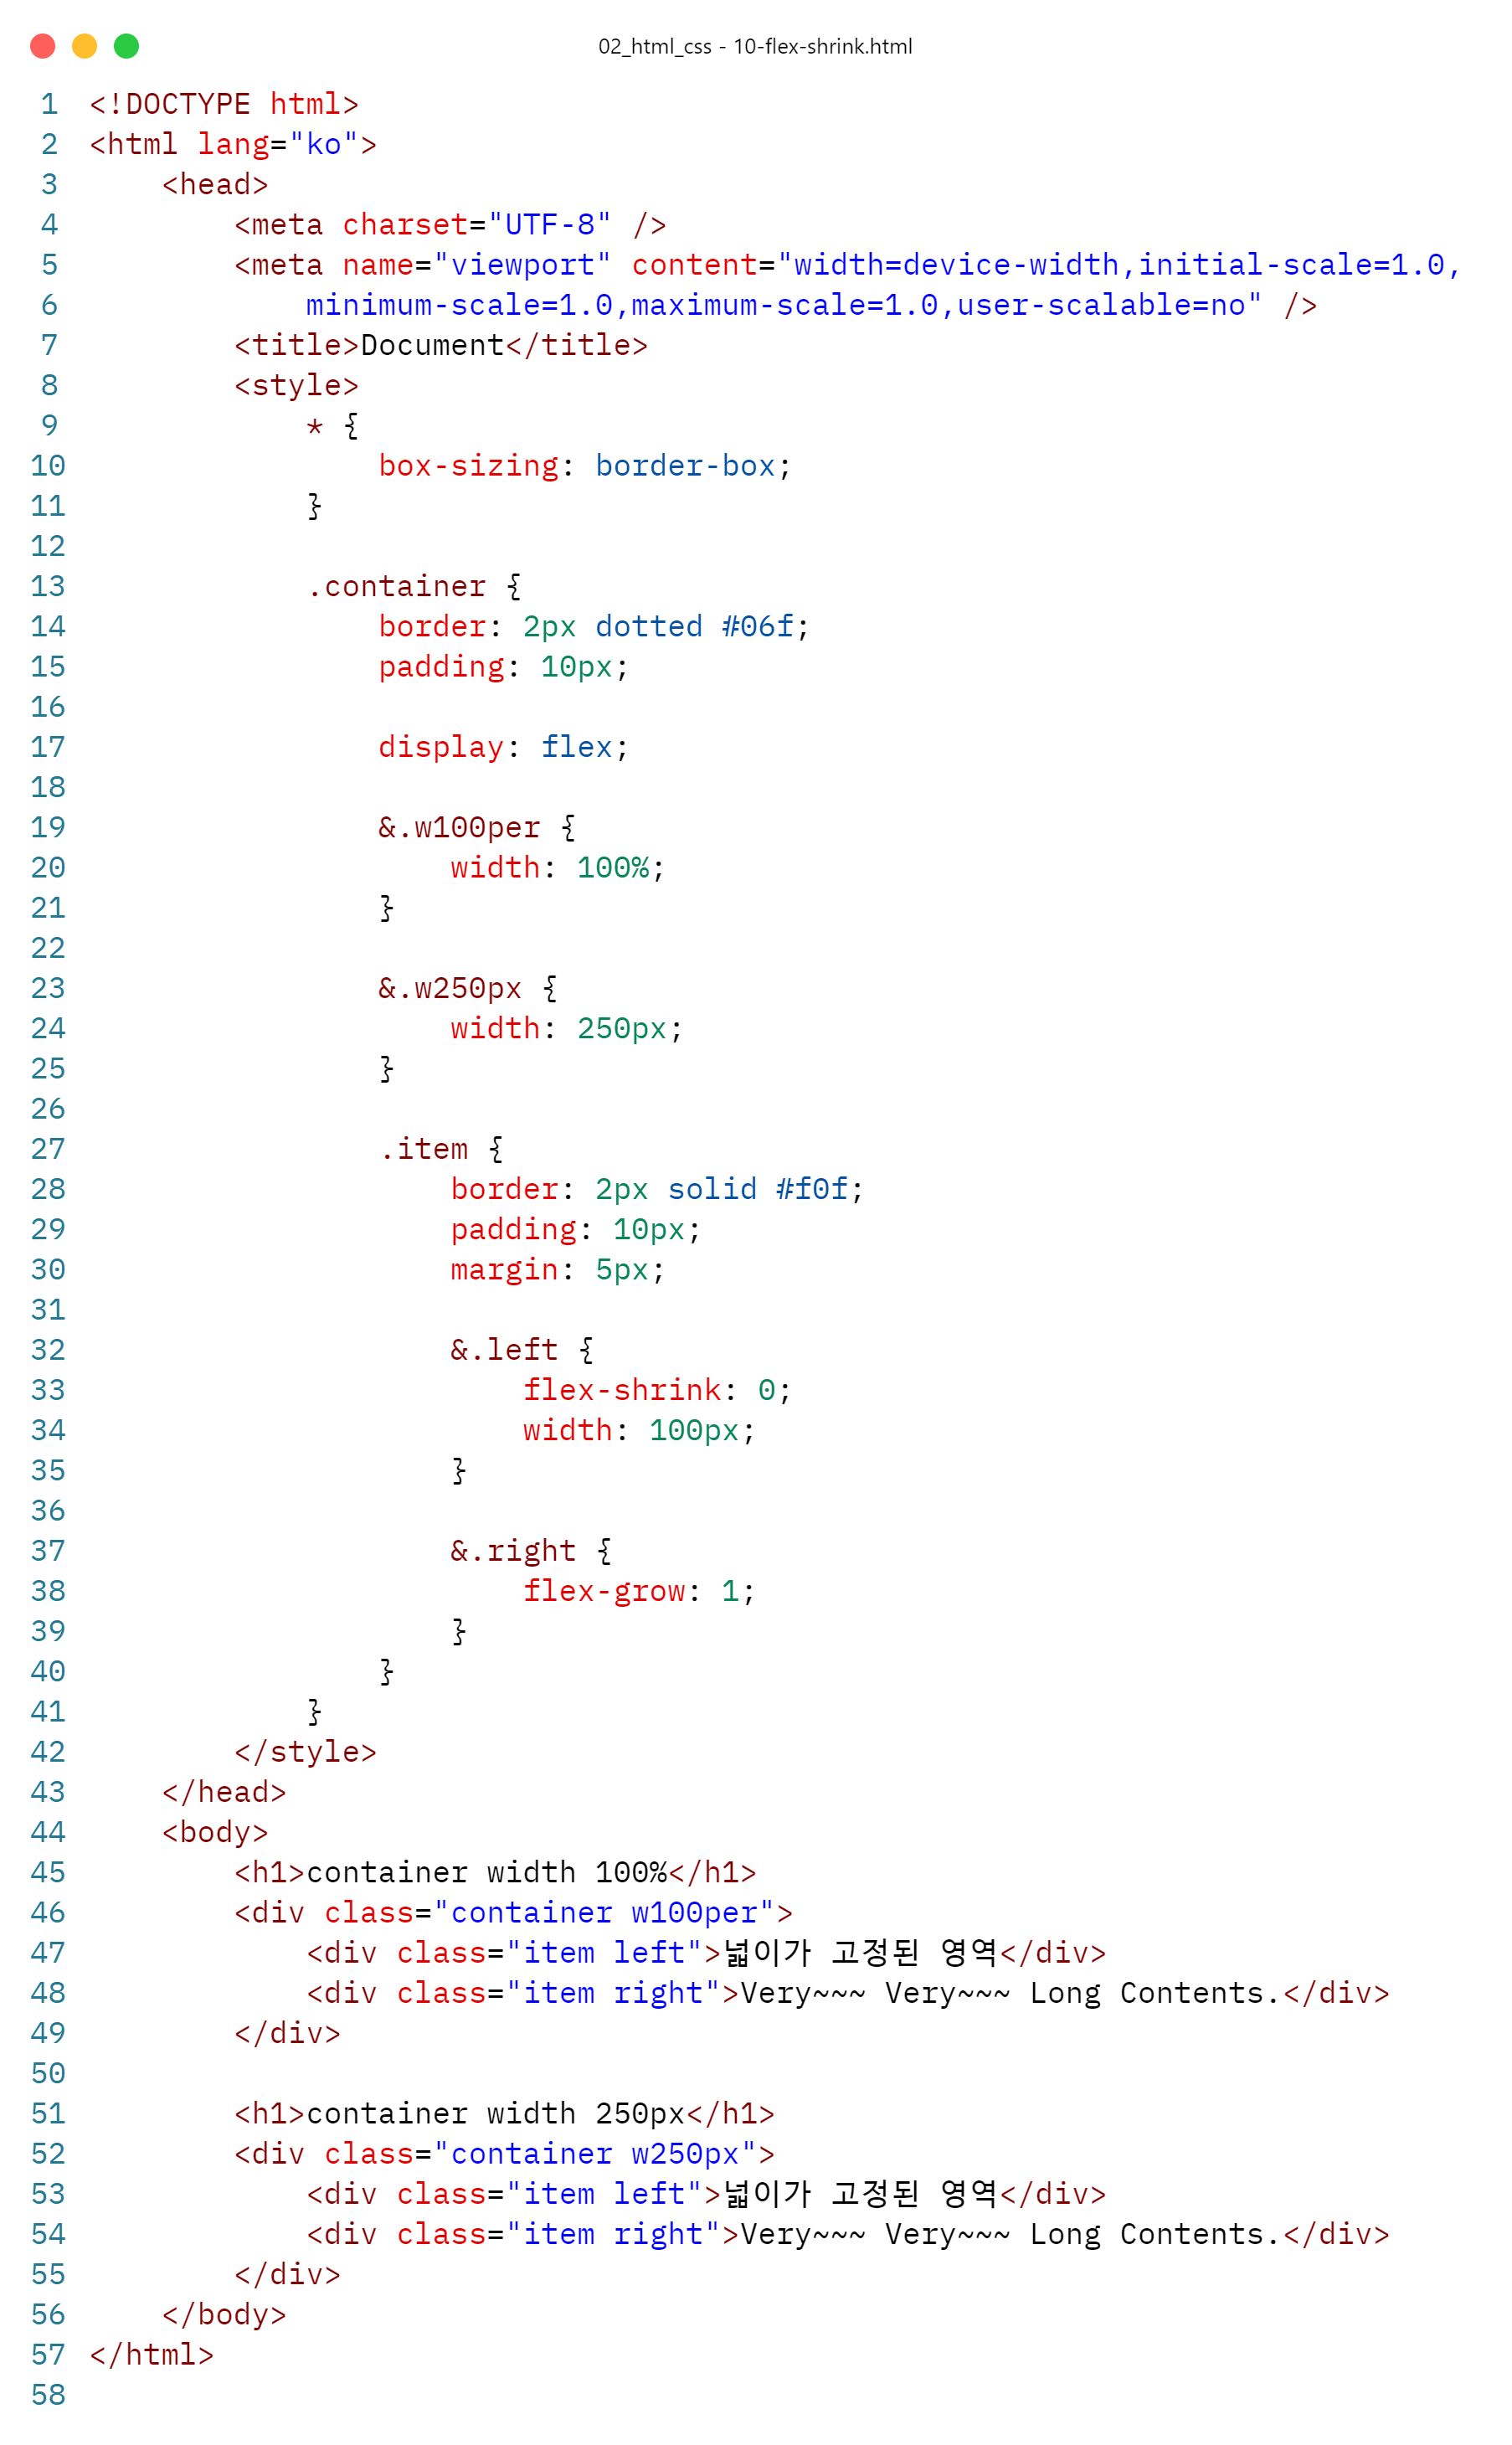 02_html_css - 10-flex-shrink.html
1 <!DOCTYPE html>
2 <html lang="ko">
3     <head>
4         <meta charset="UTF-8" />
5         <meta name="viewport" content="width=device-width,initial-scale=1.0,
6             minimum-scale=1.0,maximum-scale=1.0,user-scalable=no" />
7         <title>Document</title>
8         <style>
9             * {
10                 box-sizing: border-box;
11             }
12
13             .container {
14                 border: 2px dotted #06f;
15                 padding: 10px;
16
17                 display: flex;
18
19                 &.w100per {
20                     width: 100%;
21                 }
22
23                 &.w250px {
24                     width: 250px;
25                 }
26
27                 .item {
28                     border: 2px solid #f0f;
29                     padding: 10px;
30                     margin: 5px;
31
32                     &.left {
33                         flex-shrink: 0;
34                         width: 100px;
35                     }
36
37                     &.right {
38                         flex-grow: 1;
39                     }
40                 }
41             }
42         </style>
43     </head>
44     <body>
45         <h1>container width 100%</h1>
46         <div class="container w100per">
47             <div class="item left">넓이가 고정된 영역</div>
48             <div class="item right">Very~~~ Very~~~ Long Contents.</div>
49         </div>
50
51         <h1>container width 250px</h1>
52         <div class="container w250px">
53             <div class="item left">넓이가 고정된 영역</div>
54             <div class="item right">Very~~~ Very~~~ Long Contents.</div>
55         </div>
56     </body>
57 </html>
58